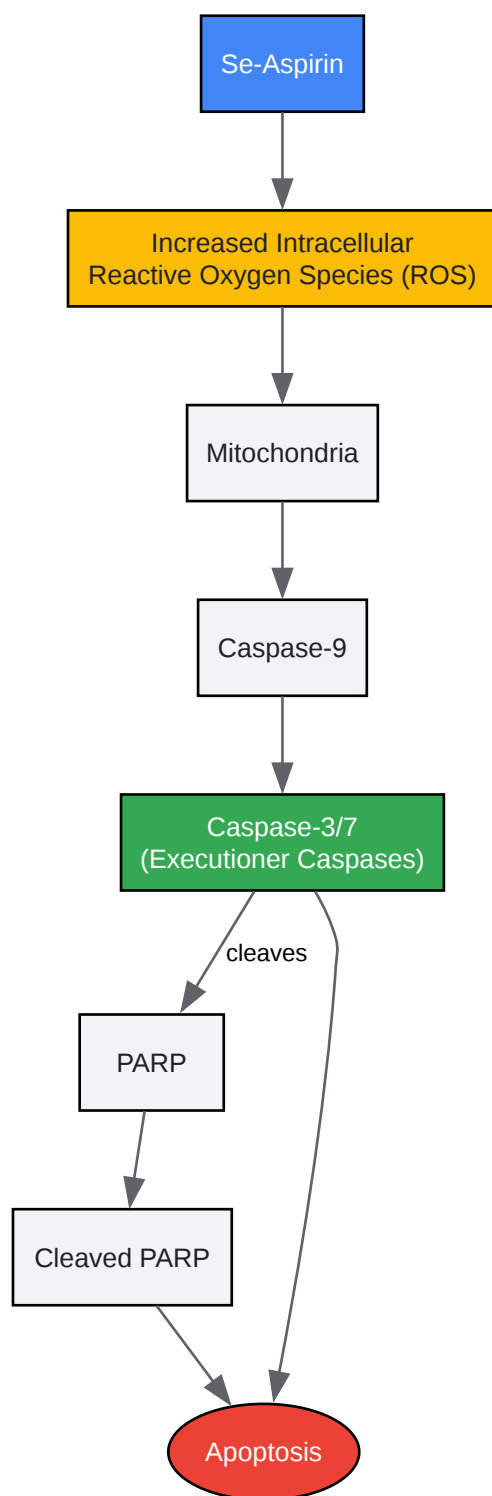 Se-Aspirin
Increased Intracellular
Reactive Oxygen Species (ROS)
Mitochondria
Caspase-9
Caspase-3/7
(Executioner Caspases)
cleaves
PARP
Cleaved PARP
Apoptosis